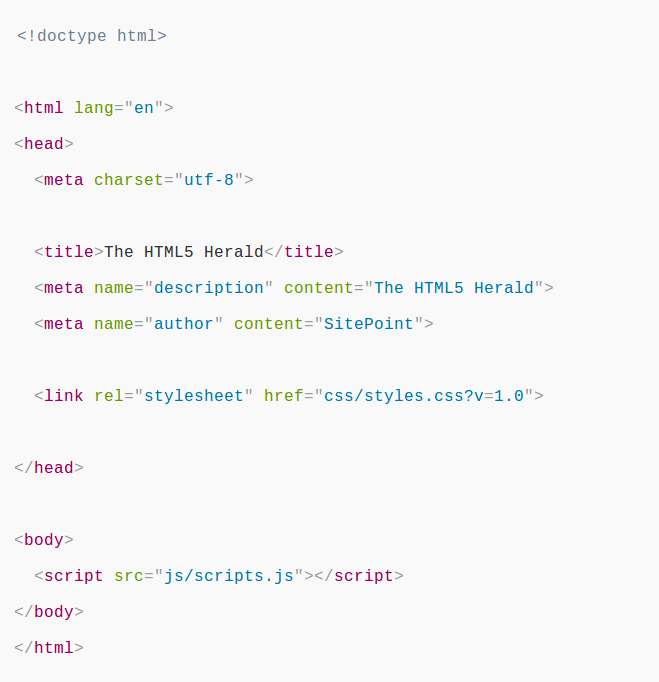 <!doctype html>
<html lang="en">
<head>
  <meta charset="utf-8">
  <title>The HTML5 Herald</title>
  <meta name="description" content="The HTML5 Herald">
  <meta name="author" content="SitePoint">
  <link rel="stylesheet" href="css/styles.css?v=1.0">
</head>
<body>
  <script src="js/scripts.js"></script>
</body>
</html>